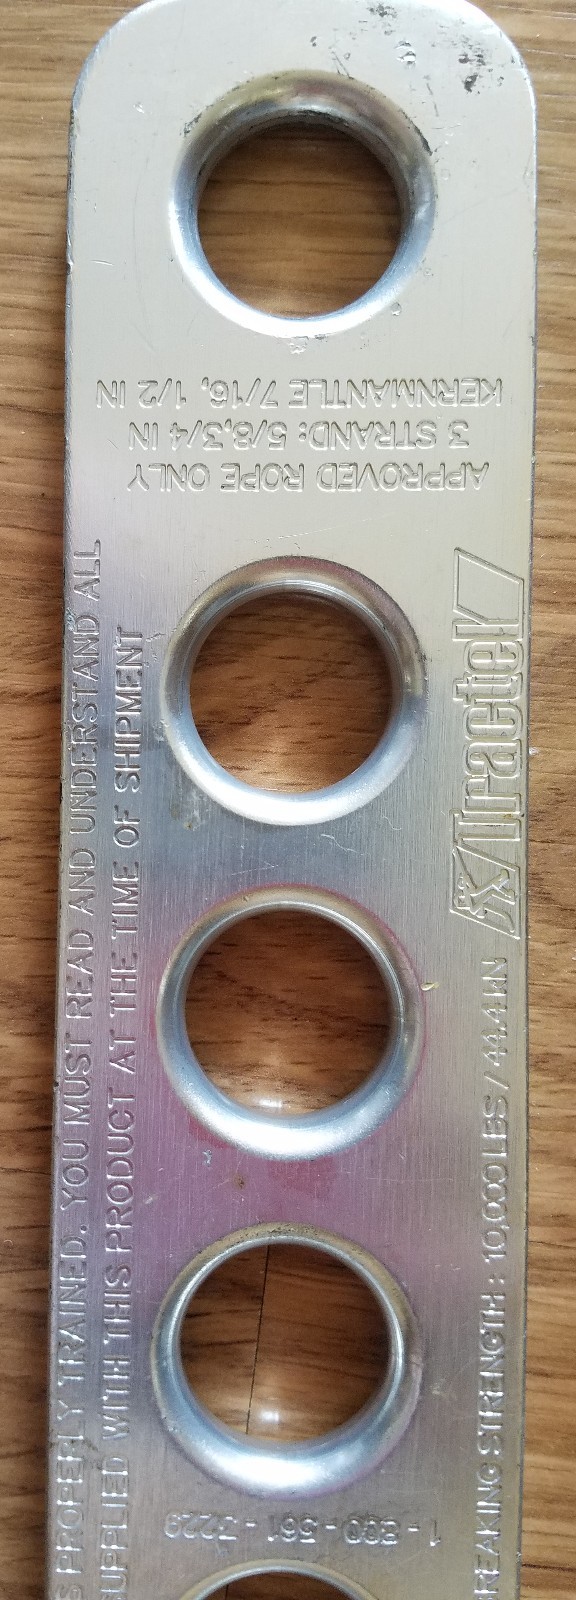 APPROVED ROPE ONLY
3 STRAND: 5/8,3/4 IN
KERNMANTLE 7/16, 1/2 IN
S PROPERLY TRAINED. YOU MUST READ AND UNDERSTAND ALL
SUPPLIED WITH THIS PRODUCT AT THE TIME OF SHIPMENT
Tractel
REAKING STRENGTH: 10,000 LBS / 44.4 KN
1-800-561-3229